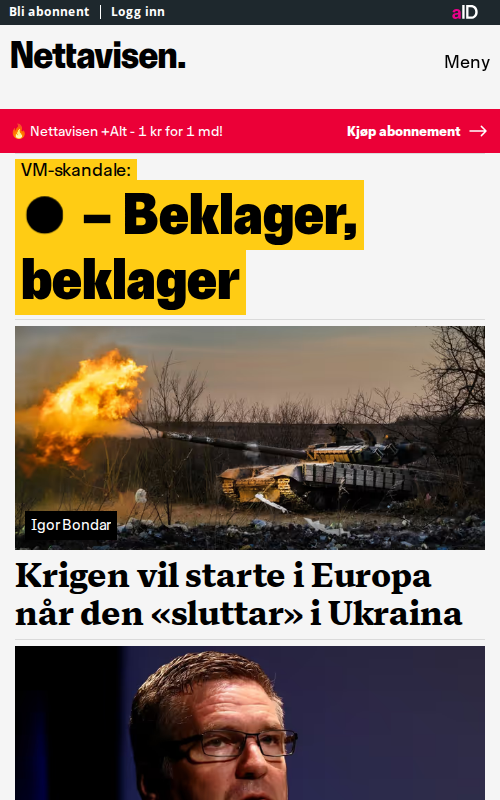 Bli abonnent | Logg inn
aID
Nettavisen.
Meny
🔥 Nettavisen +Alt - 1 kr for 1 md!
Kjøp abonnement →
VM-skandale:
● – Beklager,
beklager
Igor Bondar
Krigen vil starte i Europa
når den «sluttar» i Ukraina